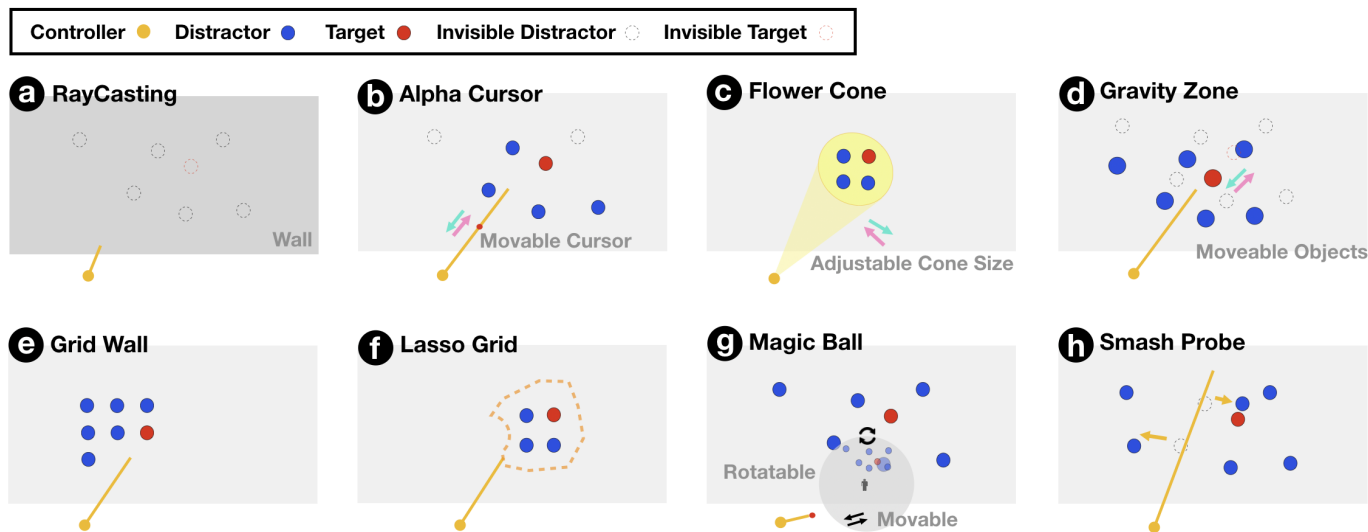 Controller Distractor Target Invisible Distractor Invisible Target
a RayCasting
Wall
b Alpha Cursor
Movable Cursor
c Flower Cone
Adjustable Cone Size
d Gravity Zone
Moveable Objects
e Grid Wall
f Lasso Grid
g Magic Ball
Rotatable
Movable
h Smash Probe